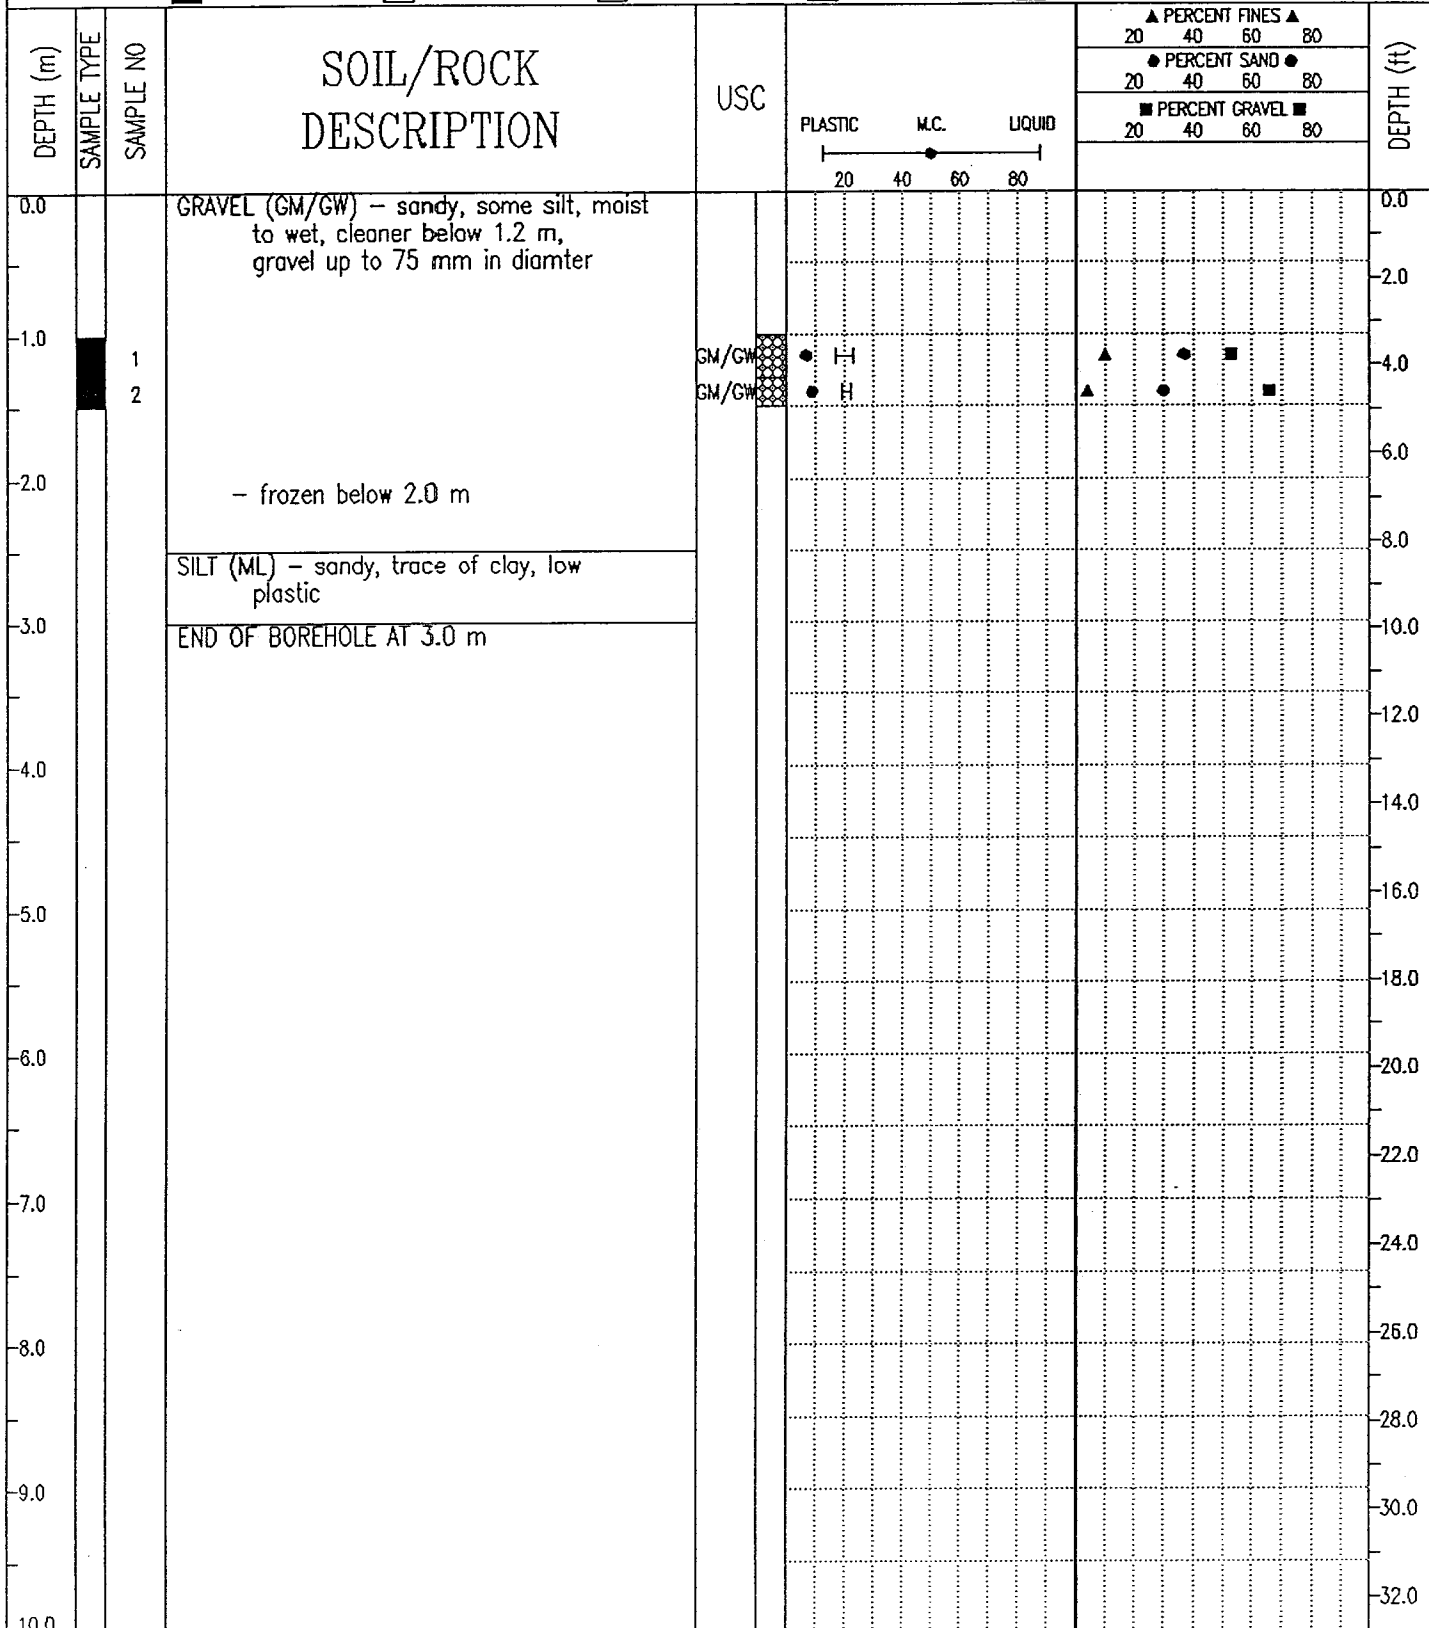 DEPTH (m)
SAMPLE TYPE
SAMPLE NO
SOIL/ROCK
DESCRIPTION
USC
PLASTIC M.C. LIQUID
20 40 60 80
▲ PERCENT FINES ▲
20 40 60 80
● PERCENT SAND ●
20 40 60 80
■ PERCENT GRAVEL ■
20 40 60 80
DEPTH (ft)
0.0
1.0
2.0
3.0
4.0
5.0
6.0
7.0
8.0
9.0
10.0
1
2
GRAVEL (GM/GW) – sandy, some silt, moist
to wet, cleaner below 1.2 m,
gravel up to 75 mm in diamter
– frozen below 2.0 m
SILT (ML) – sandy, trace of clay, low
plastic
END OF BOREHOLE AT 3.0 m
GM/GW
GM/GW
0.0
2.0
4.0
6.0
8.0
10.0
12.0
14.0
16.0
18.0
20.0
22.0
24.0
26.0
28.0
30.0
32.0